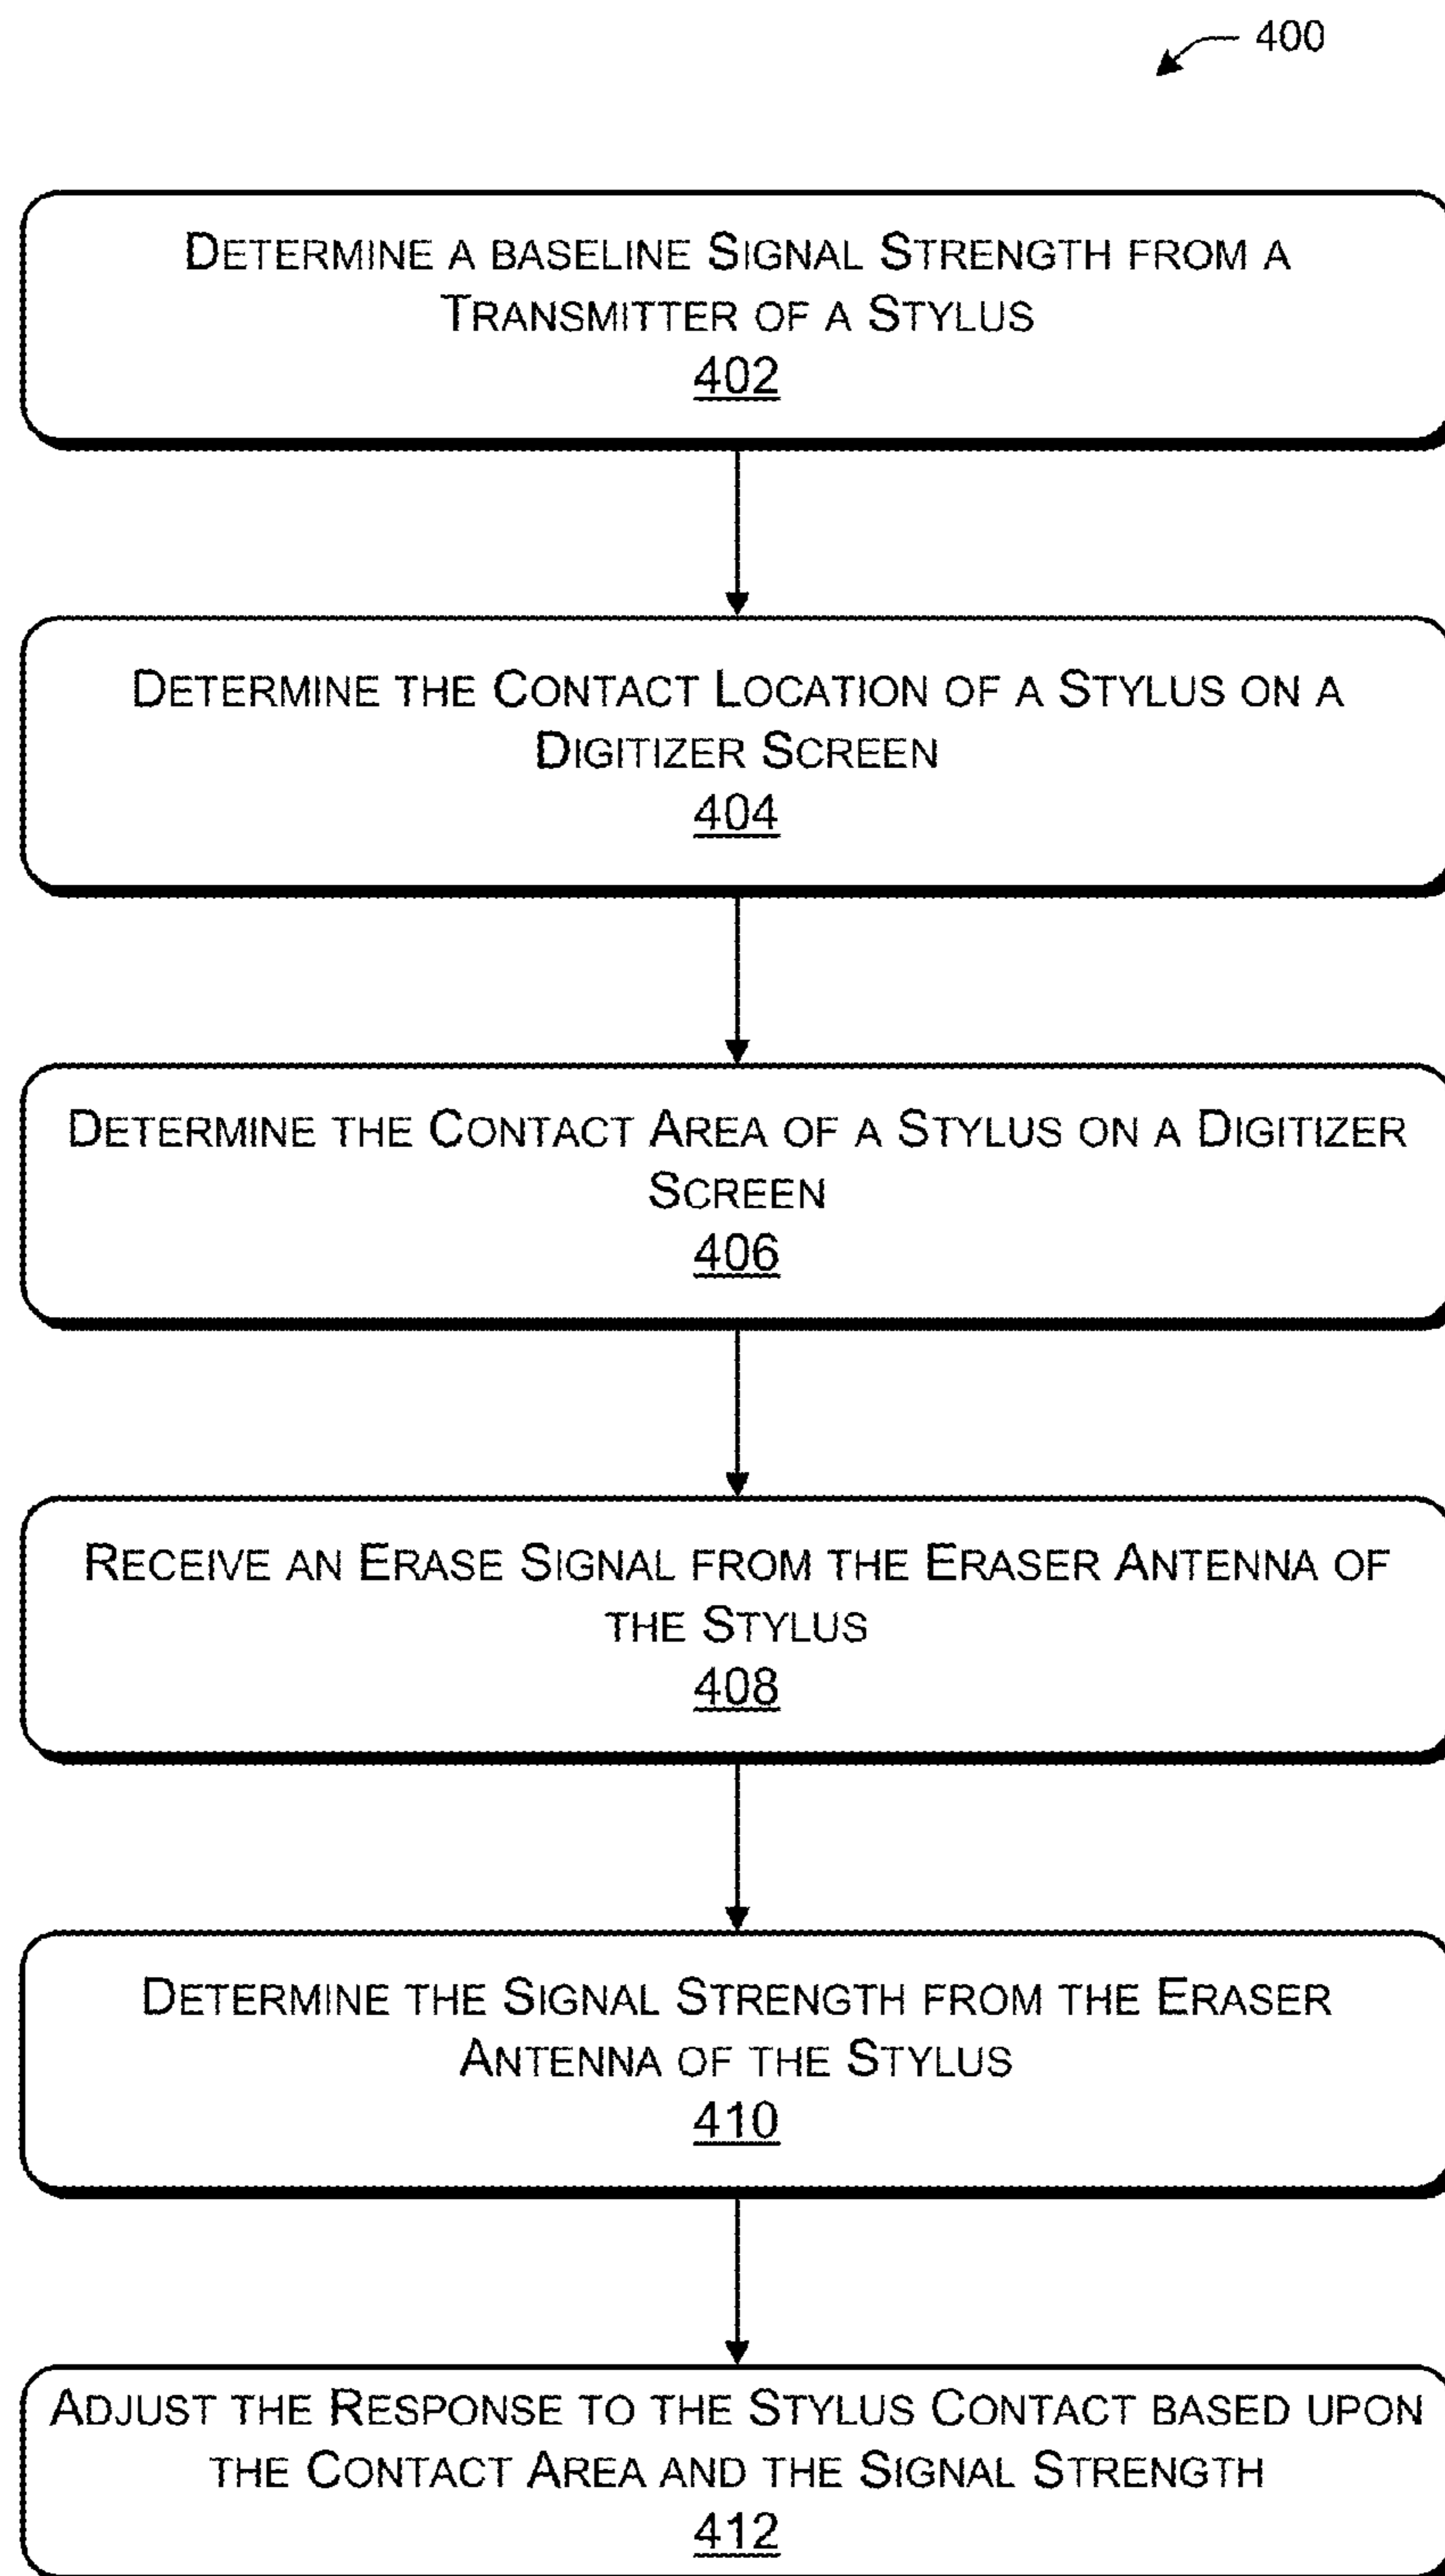 400
DETERMINE A BASELINE SIGNAL STRENGTH FROM A
TRANSMITTER OF A STYLUS
402
DETERMINE THE CONTACT LOCATION OF A STYLUS ON A
DIGITIZER SCREEN
404
DETERMINE THE CONTACT AREA OF A STYLUS ON A DIGITIZER
SCREEN
406
RECEIVE AN ERASE SIGNAL FROM THE ERASER ANTENNA OF
THE STYLUS
408
DETERMINE THE SIGNAL STRENGTH FROM THE ERASER
ANTENNA OF THE STYLUS
410
ADJUST THE RESPONSE TO THE STYLUS CONTACT BASED UPON
THE CONTACT AREA AND THE SIGNAL STRENGTH
412